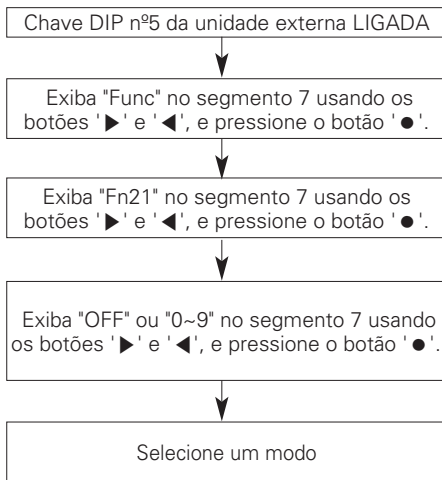 Chave DIP nº5 da unidade externa LIGADA
Exiba "Func" no segmento 7 usando os
botões '▶' e '◀', e pressione o botão '●'.
Exiba "Fn21" no segmento 7 usando os
botões '▶' e '◀', e pressione o botão '●'.
Exiba "OFF" ou "0~9" no segmento 7 usando
os botões '▶' e '◀', e pressione o botão '●'.
Selecione um modo